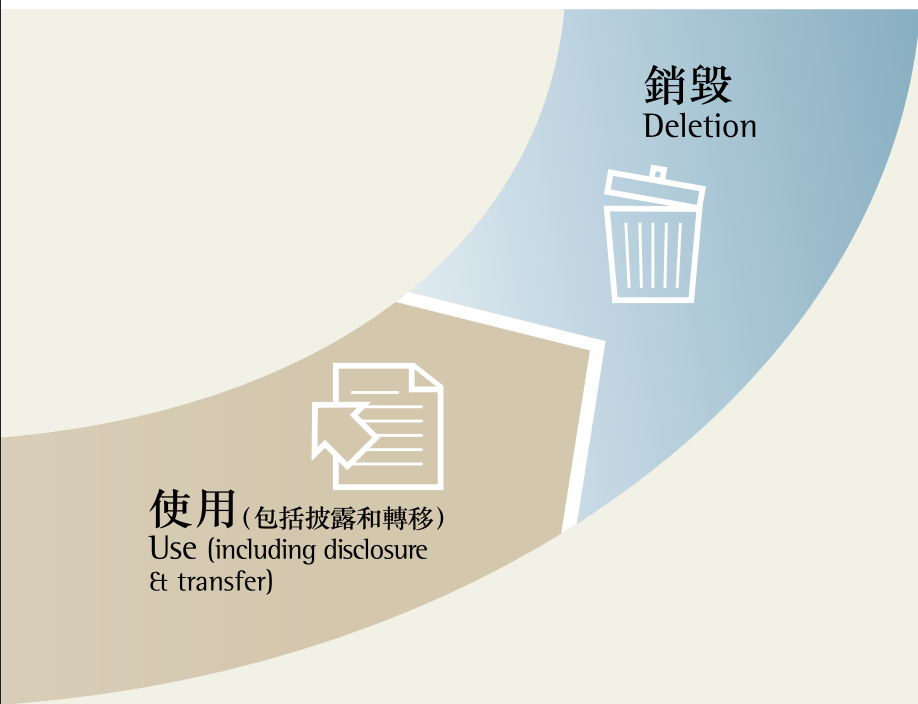 銷毀
Deletion
使用(包括披露和轉移)
Use (including disclosure
& transfer)